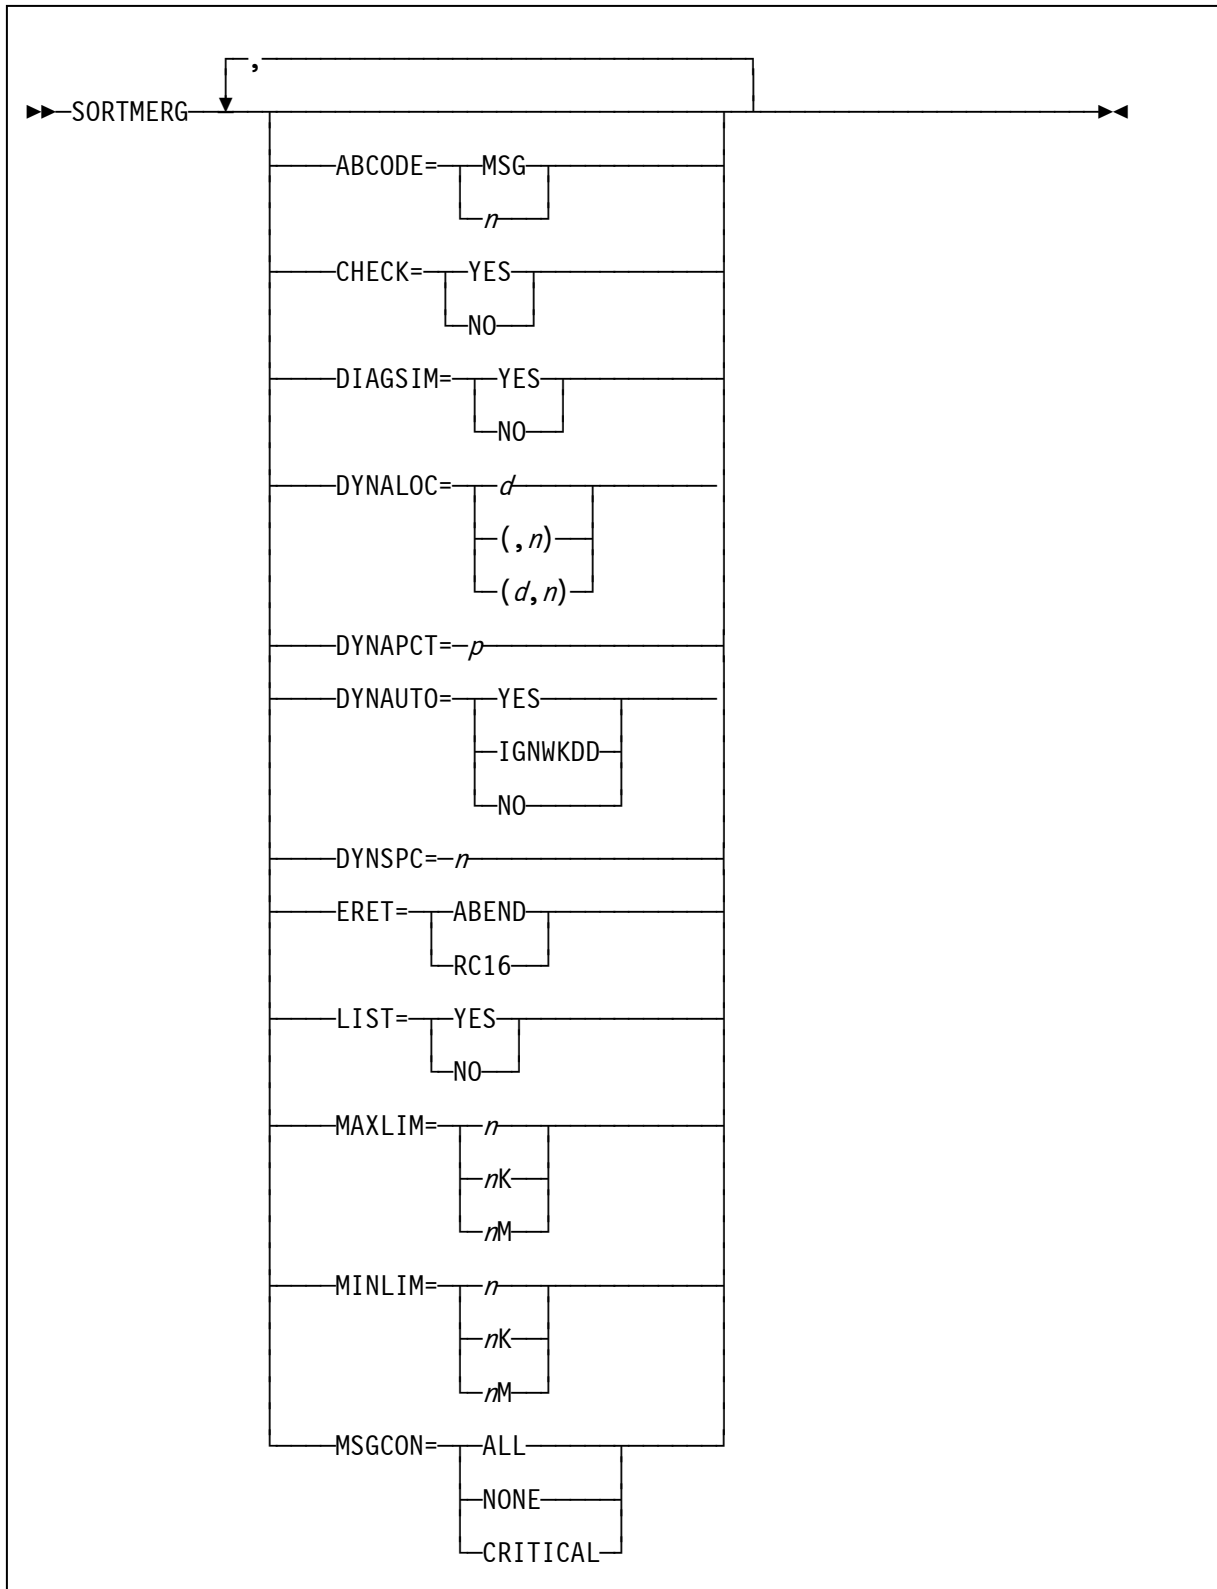 ,
SORTMERG
ABCODE= MSG
n
CHECK= YES
NO
DIAGSIM= YES
NO
DYNALOC= d
(,n)
(d,n)
DYNAPCT= p
DYNAUTO= YES
IGNWKDD
NO
DYNSPC= n
ERET= ABEND
RC16
LIST= YES
NO
MAXLIM= n
nK
nM
MINLIM= n
nK
nM
MSGCON= ALL
NONE
CRITICAL